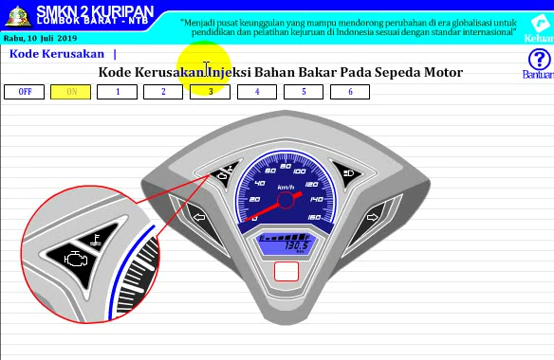 SMKN 2 KURIPAN
LOMBOK BARAT - NTB
"Menjadi pusat keunggulan yang mampu mendorong perubahan di era globalisasi untuk
pendidikan dan pelatihan kejuruan di Indonesia sesuai dengan standar internasional"
Keluar
Rabu, 10 Juli 2019
Kode Kerusakan |
Bantuan
Kode Kerusakan Injeksi Bahan Bakar Pada Sepeda Motor
OFF ON 1 2 3 4 5 6
0 20 40 60 80 100 120 140 160
km/h
E F
130.5